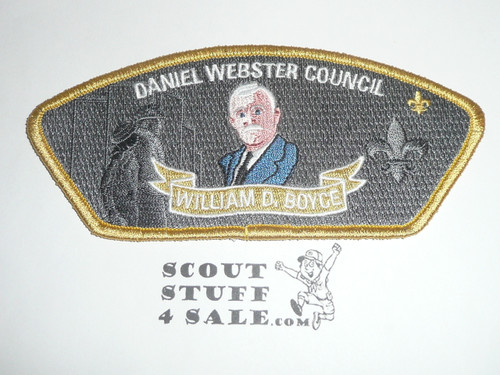 DANIEL WEBSTER COUNCIL
WILLIAM D. BOYCE
SCOUT
STUFF
4 SALE.COM